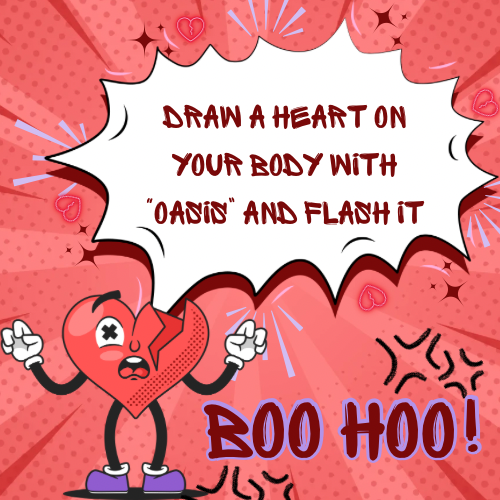 DRAW A HEART ON
YOUR BODY WITH
"OASIS" AND FLASH IT
BOO HOO!